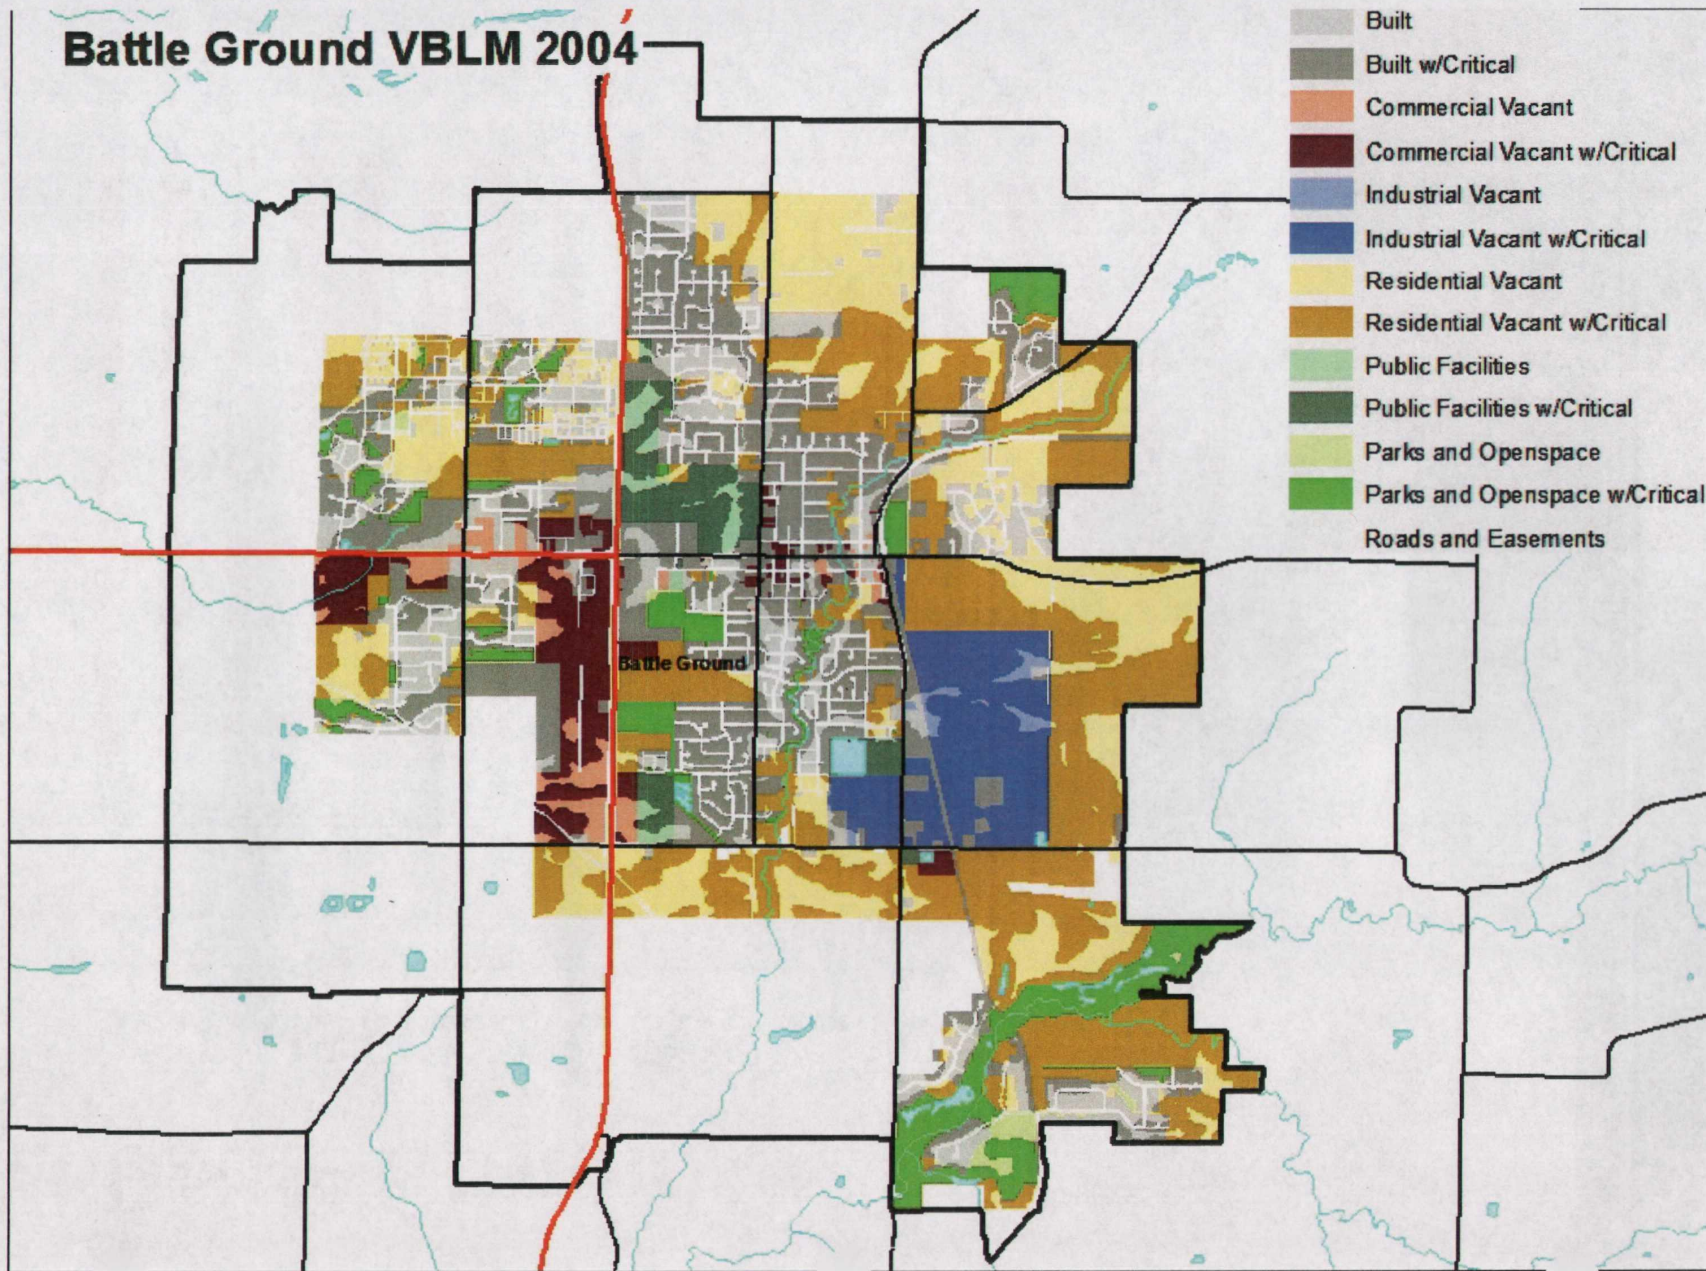 Battle Ground VBLM 2004
Built
Built w/Critical
Commercial Vacant
Commercial Vacant w/Critical
Industrial Vacant
Industrial Vacant w/Critical
Residential Vacant
Residential Vacant w/Critical
Public Facilities
Public Facilities w/Critical
Parks and Openspace
Parks and Openspace w/Critical
Roads and Easements
Battle Ground